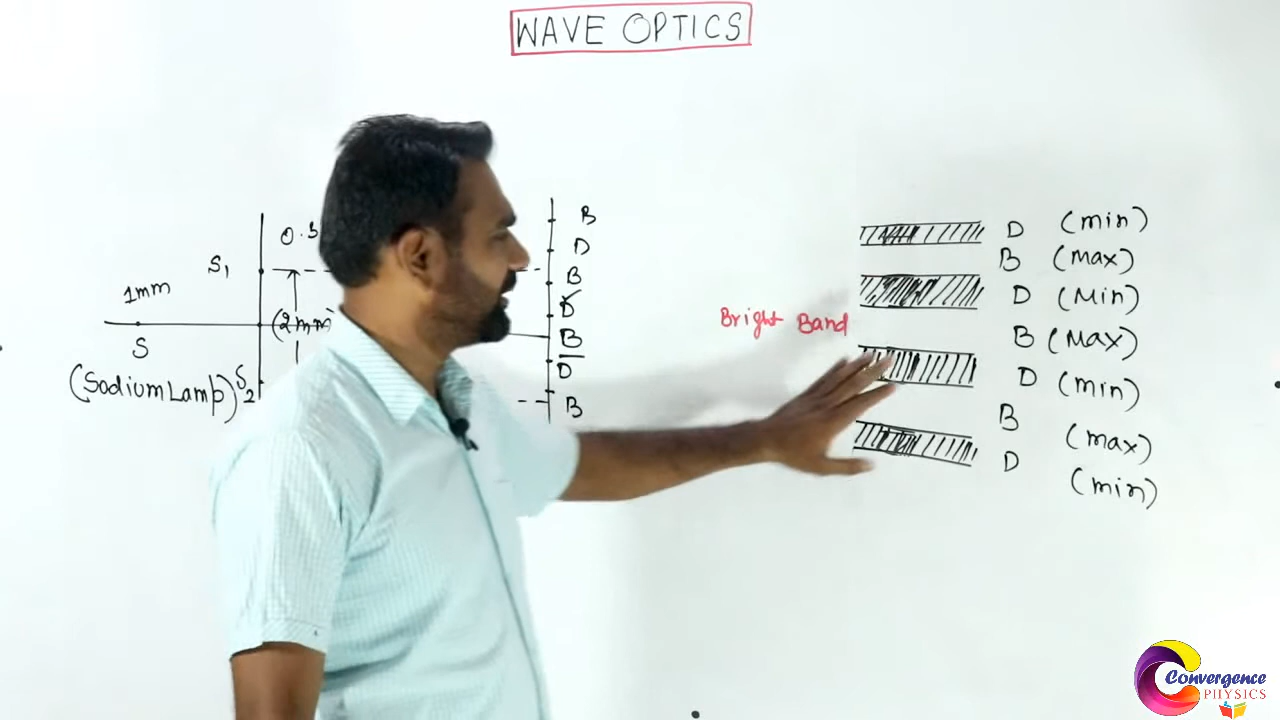 WAVE OPTICS
1mm
S
(Sodium Lamp)
S1
S2
0.3
(2mm
B
D
B
D
B
D
B
Bright Band
D (min)
B (Max)
D (Min)
B (Max)
D (min)
B (max)
D (min)
Convergence
PHYSICS